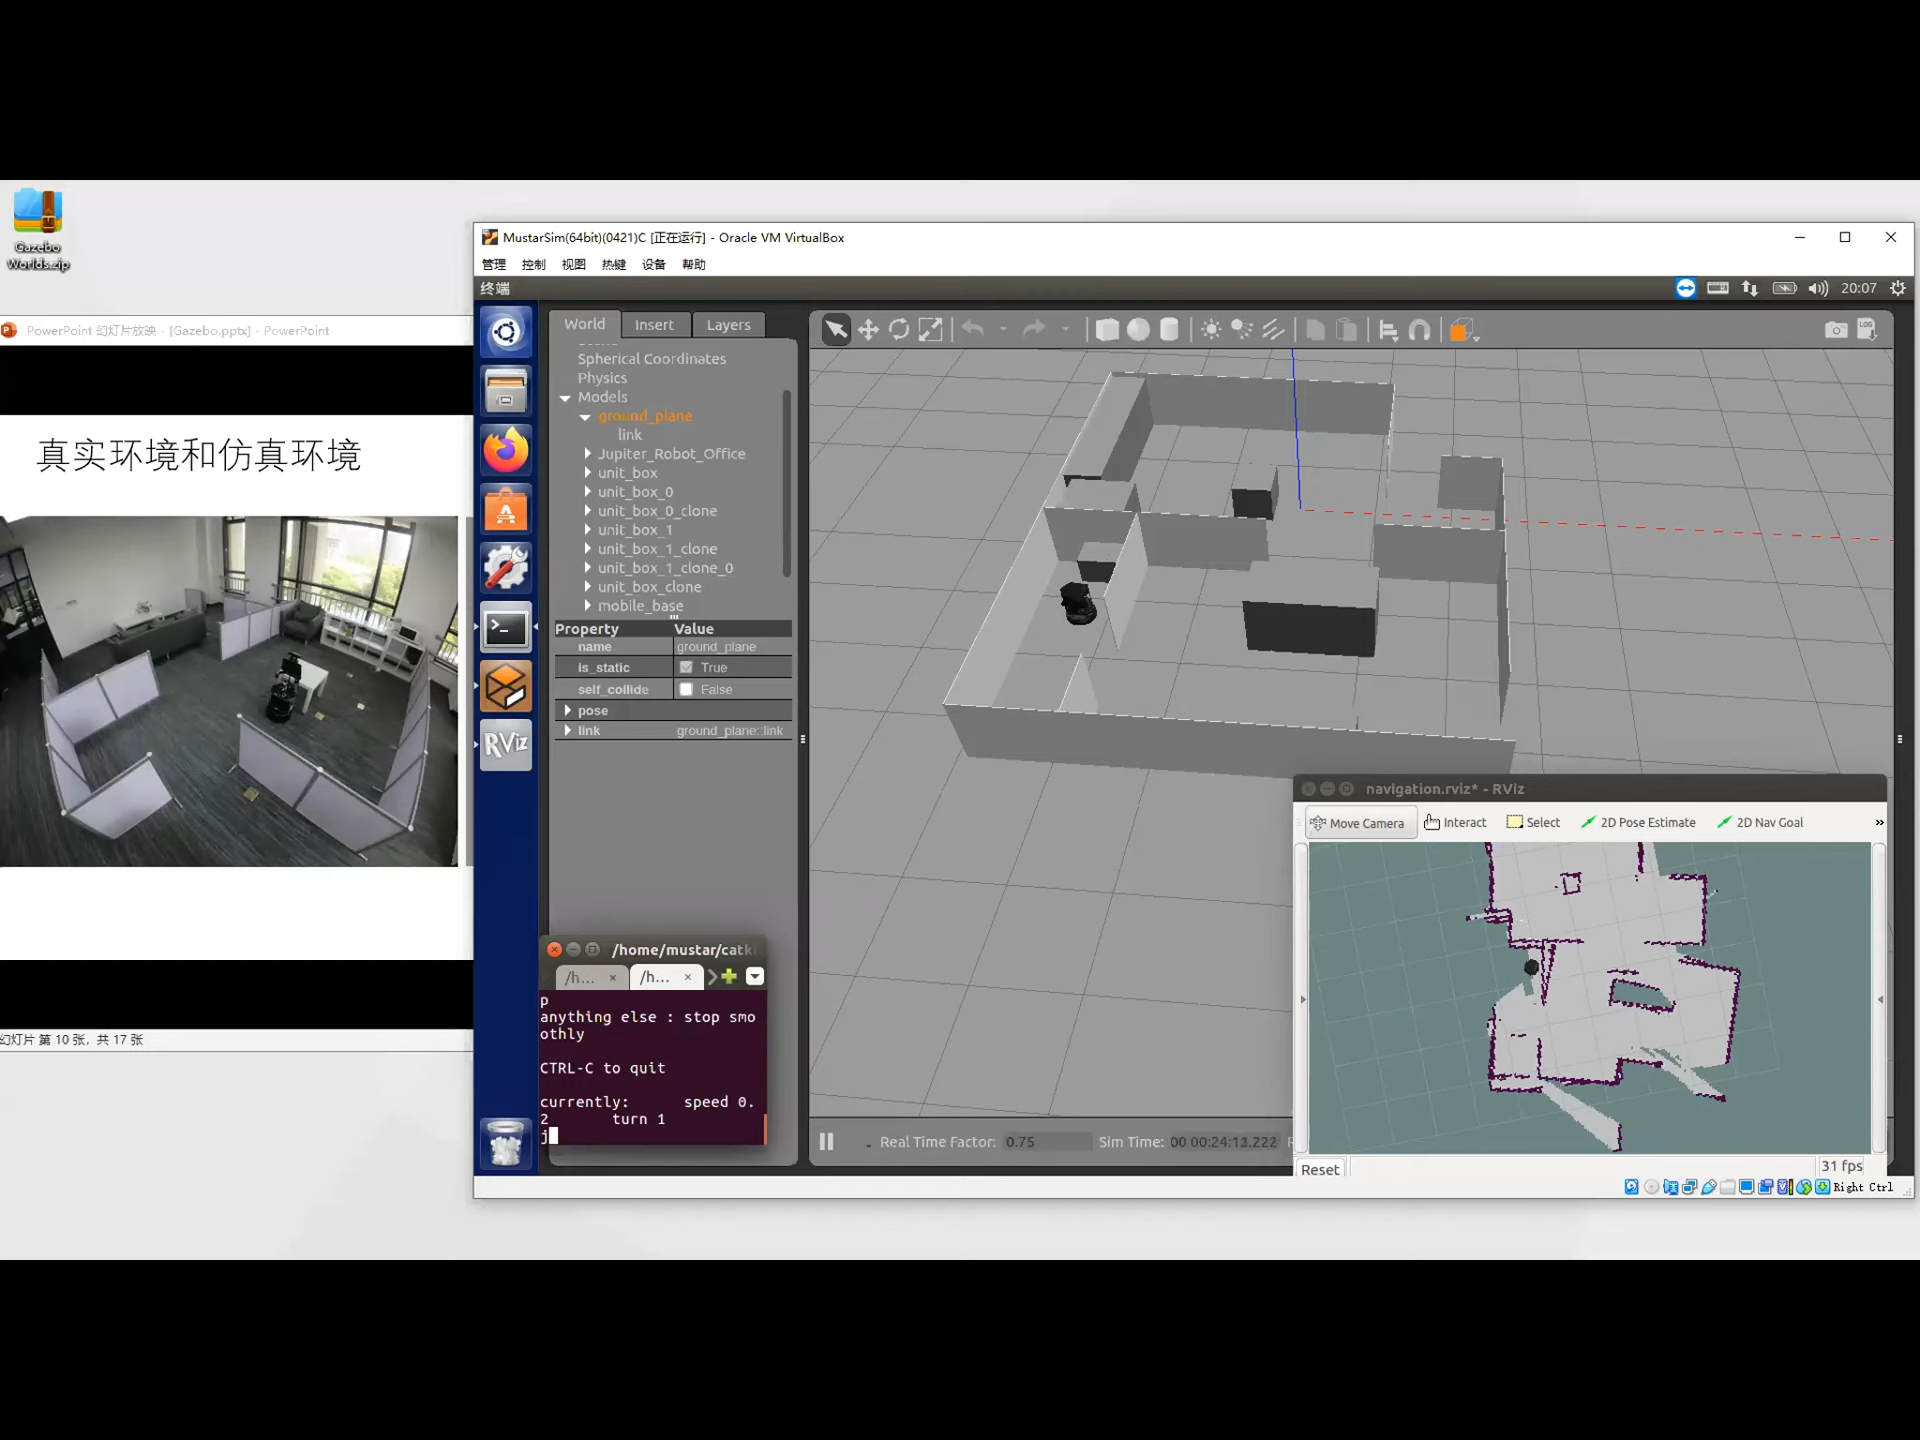 Gazebo
Worlds.zip
PowerPoint 幻灯片放映 - [Gazebo.pptx] - PowerPoint
真实环境和仿真环境
幻灯片 第 10 张，共 17 张
MustarSim(64bit)(0421)C [正在运行] - Oracle VM VirtualBox
管理 控制 视图 热键 设备 帮助
终端
20:07
World Insert Layers
Spherical Coordinates
Physics
Models
ground_plane
link
Jupiter_Robot_Office
unit_box
unit_box_0
unit_box_0_clone
unit_box_1
unit_box_1_clone
unit_box_1_clone_0
unit_box_clone
mobile_base
Property Value
name ground_plane
is_static True
self_collide False
pose
link ground_plane::link
LOG
RViz
/home/mustar/catk
/h... × /h... ×
p
anything else : stop smo
othly
CTRL-C to quit
currently: speed 0.
2 turn 1
j
Real Time Factor: 0.75 Sim Time: 00 00:24:13.222 R
navigation.rviz* - RViz
Move Camera Interact Select 2D Pose Estimate 2D Nav Goal »
Reset
31 fps
Right Ctrl